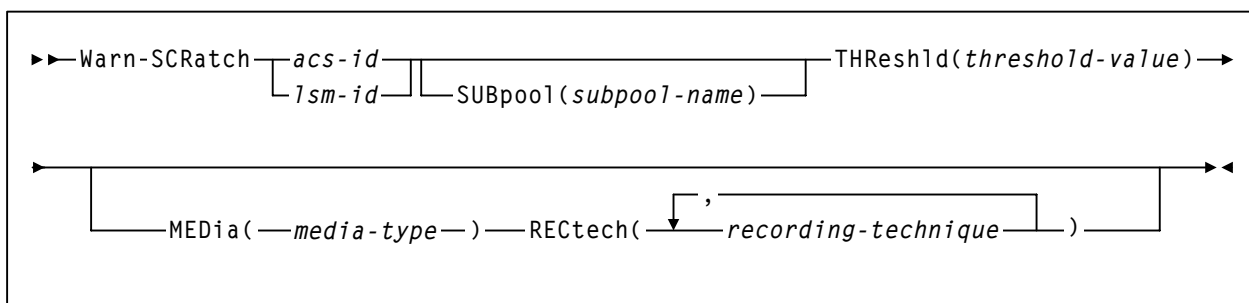 Warn-SCRatch acs-id THReshld(threshold-value)
lsm-id SUBpool(subpool-name)
,
MEDia( media-type ) RECtech( recording-technique )